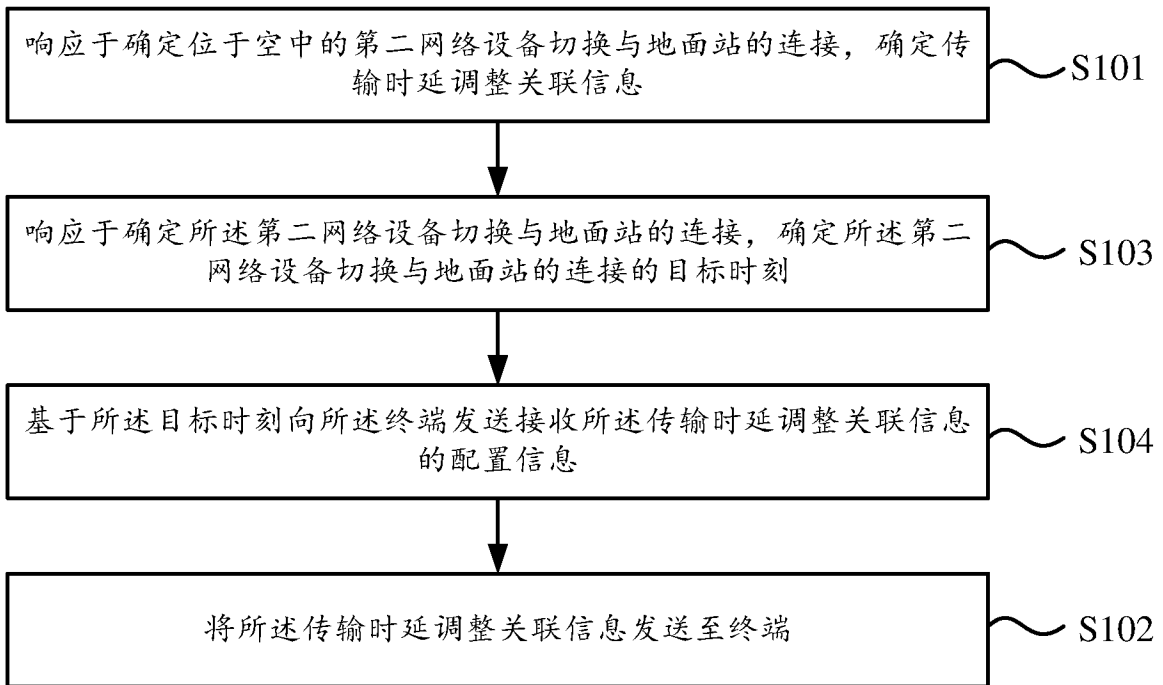 响应于确定位于空中的第二网络设备切换与地面站的连接，确定传
输时延调整关联信息
S101
响应于确定所述第二网络设备切换与地面站的连接，确定所述第二
网络设备切换与地面站的连接的目标时刻
S103
基于所述目标时刻向所述终端发送接收所述传输时延调整关联信息
的配置信息
S104
将所述传输时延调整关联信息发送至终端
S102